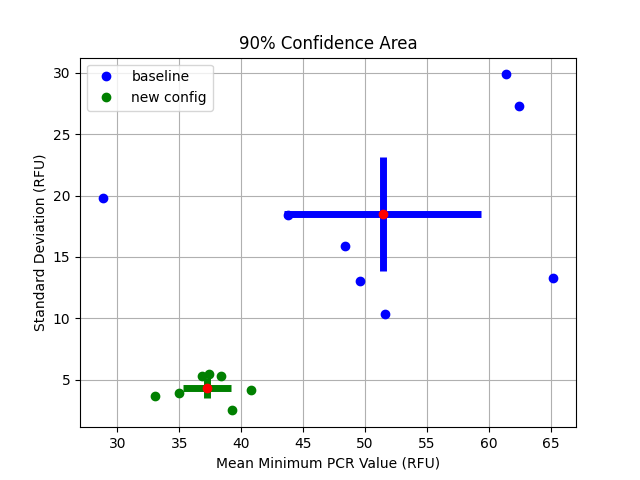 90% Confidence Area
baseline
new config
Standard Deviation (RFU)
30
25
20
15
10
5
30 35 40 45 50 55 60 65
Mean Minimum PCR Value (RFU)